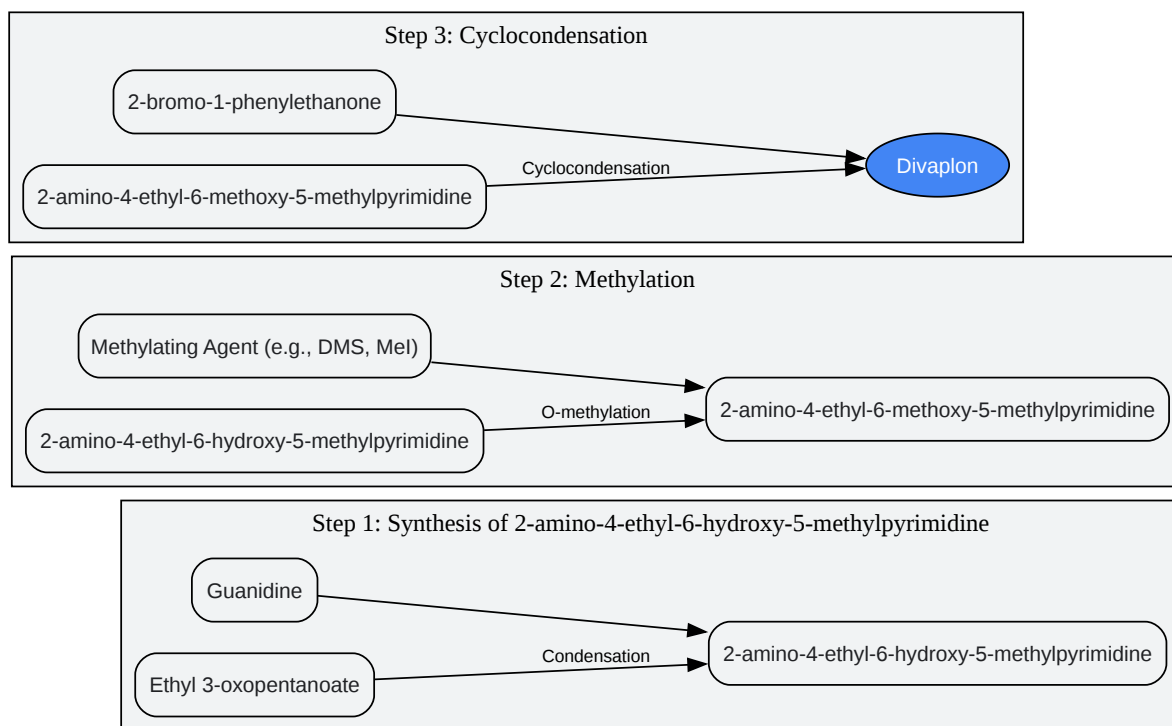 Step 3: Cyclocondensation
2-bromo-1-phenylethanone
Cyclocondensation
Divaplon
2-amino-4-ethyl-6-methoxy-5-methylpyrimidine
Step 2: Methylation
Methylating Agent (e.g., DMS, MeI)
O-methylation
2-amino-4-ethyl-6-methoxy-5-methylpyrimidine
2-amino-4-ethyl-6-hydroxy-5-methylpyrimidine
Step 1: Synthesis of 2-amino-4-ethyl-6-hydroxy-5-methylpyrimidine
Guanidine
Condensation
2-amino-4-ethyl-6-hydroxy-5-methylpyrimidine
Ethyl 3-oxopentanoate